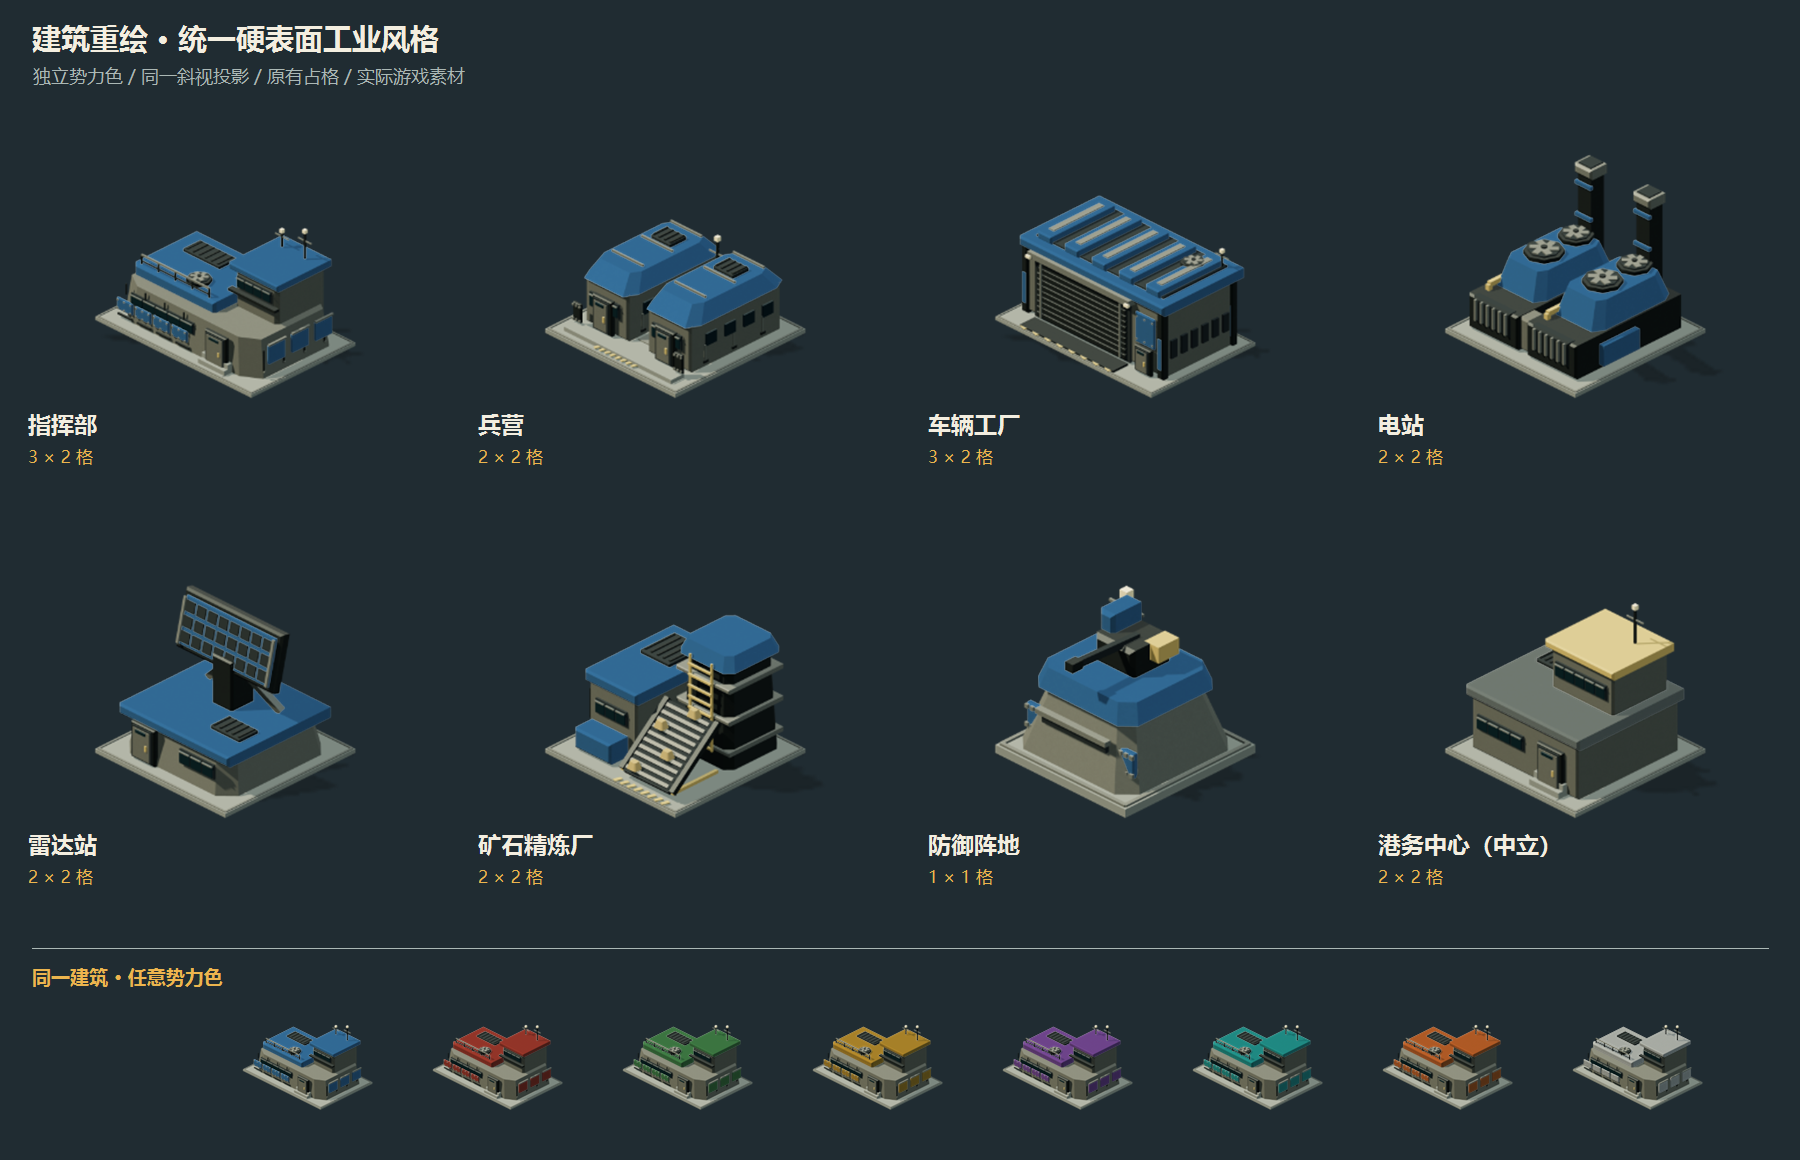 建筑重绘·统一硬表面工业风格
独立势力色 / 同一斜视投影 / 原有占格 / 实际游戏素材
指挥部
3 × 2 格
兵营
2 × 2 格
车辆工厂
3 × 2 格
电站
2 × 2 格
雷达站
2 × 2 格
矿石精炼厂
2 × 2 格
防御阵地
1 × 1 格
港务中心（中立）
2 × 2 格
同一建筑·任意势力色